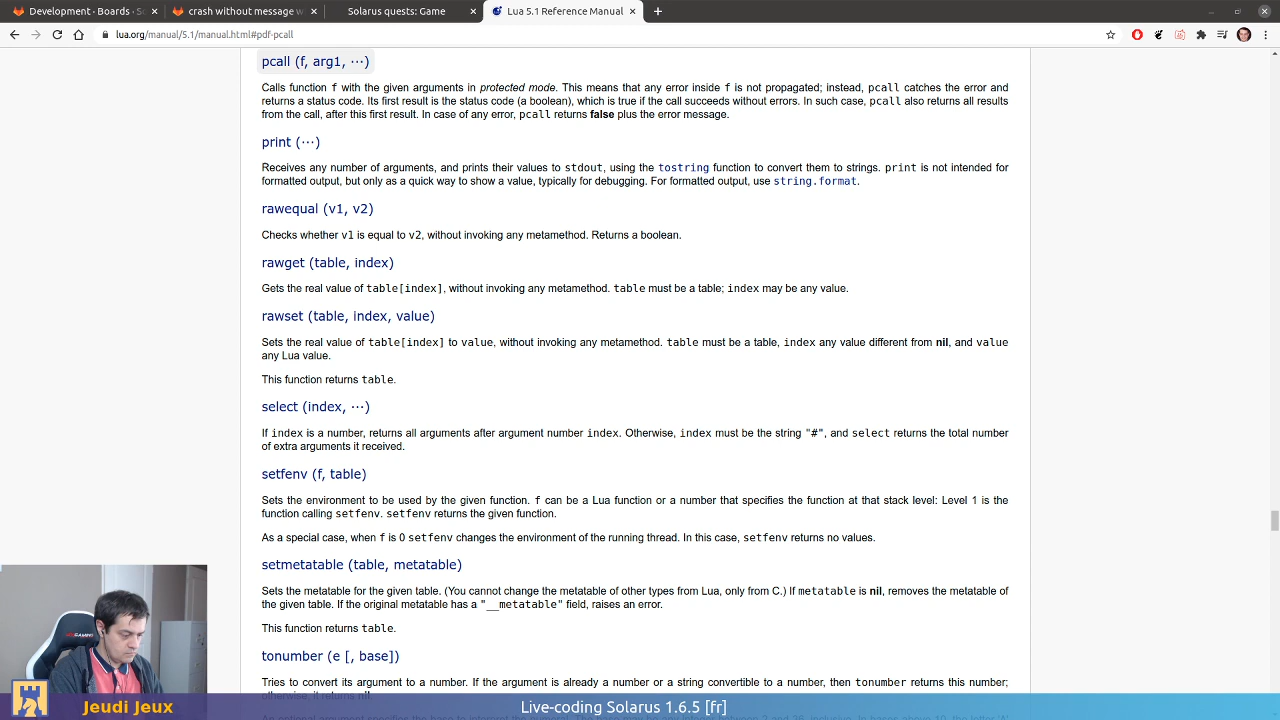 Development · Boards · So
crash without message w
Solarus quests: Game
Lua 5.1 Reference Manual
lua.org/manual/5.1/manual.html#pdf-pcall
pcall (f, arg1, ···)
Calls function f with the given arguments in protected mode. This means that any error inside f is not propagated; instead, pcall catches the error and
returns a status code. Its first result is the status code (a boolean), which is true if the call succeeds without errors. In such case, pcall also returns all results
from the call, after this first result. In case of any error, pcall returns false plus the error message.
print (···)
Receives any number of arguments, and prints their values to stdout, using the tostring function to convert them to strings. print is not intended for
formatted output, but only as a quick way to show a value, typically for debugging. For formatted output, use string.format.
rawequal (v1, v2)
Checks whether v1 is equal to v2, without invoking any metamethod. Returns a boolean.
rawget (table, index)
Gets the real value of table[index], without invoking any metamethod. table must be a table; index may be any value.
rawset (table, index, value)
Sets the real value of table[index] to value, without invoking any metamethod. table must be a table, index any value different from nil, and value
any Lua value.
This function returns table.
select (index, ···)
If index is a number, returns all arguments after argument number index. Otherwise, index must be the string "#", and select returns the total number
of extra arguments it received.
setfenv (f, table)
Sets the environment to be used by the given function. f can be a Lua function or a number that specifies the function at that stack level: Level 1 is the
function calling setfenv. setfenv returns the given function.
As a special case, when f is 0 setfenv changes the environment of the running thread. In this case, setfenv returns no values.
setmetatable (table, metatable)
Sets the metatable for the given table. (You cannot change the metatable of other types from Lua, only from C.) If metatable is nil, removes the metatable of
the given table. If the original metatable has a "__metatable" field, raises an error.
This function returns table.
tonumber (e [, base])
Tries to convert its argument to a number. If the argument is already a number or a string convertible to a number, then tonumber returns this number;
otherwise, it returns nil.
Jeudi Jeux
Live-coding Solarus 1.6.5 [fr]